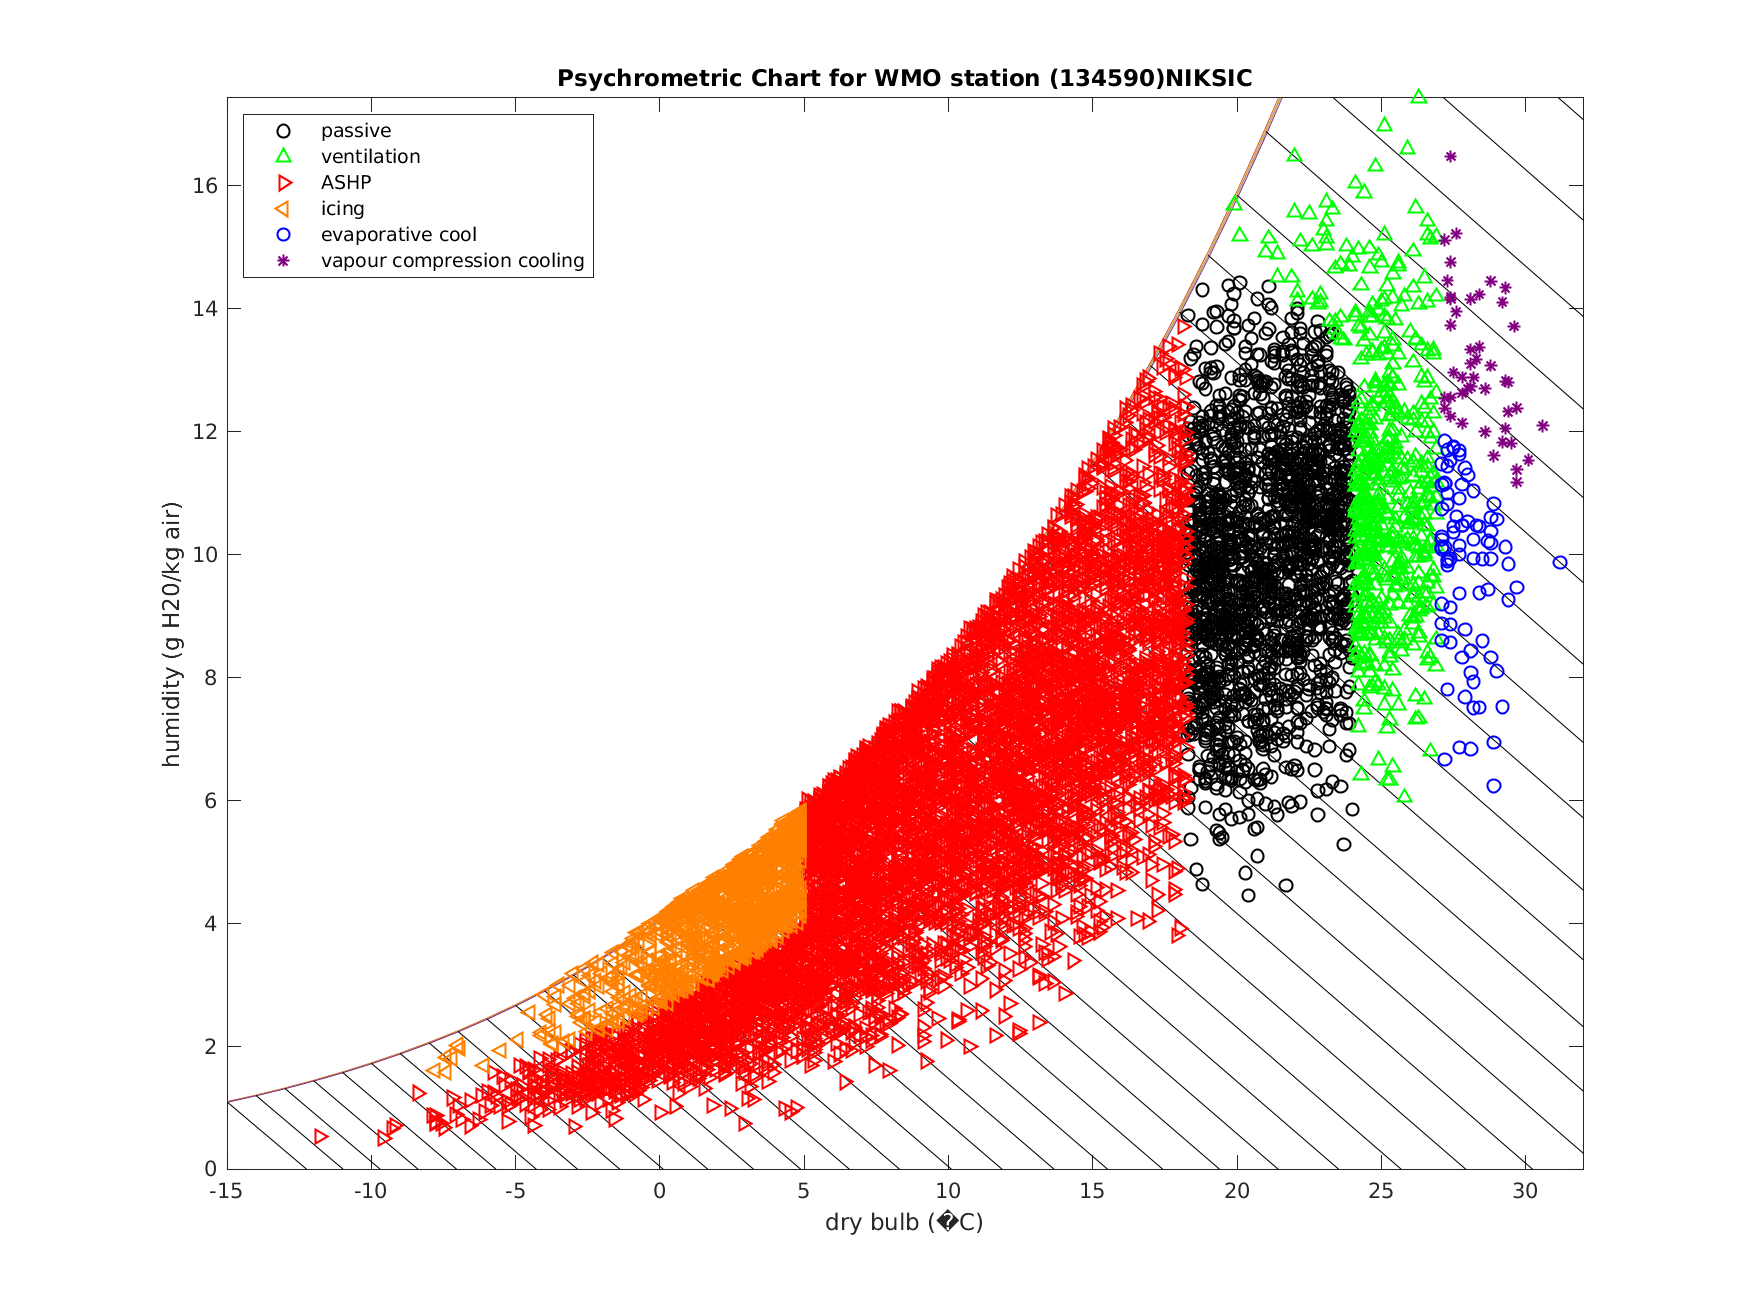 Psychrometric Chart for WMO station (134590)NIKSIC
passive
ventilation
ASHP
icing
evaporative cool
vapour compression cooling
humidity (g H20/kg air)
16
14
12
10
8
6
4
2
0
-15 -10 -5 0 5 10 15 20 25 30
dry bulb (�C)